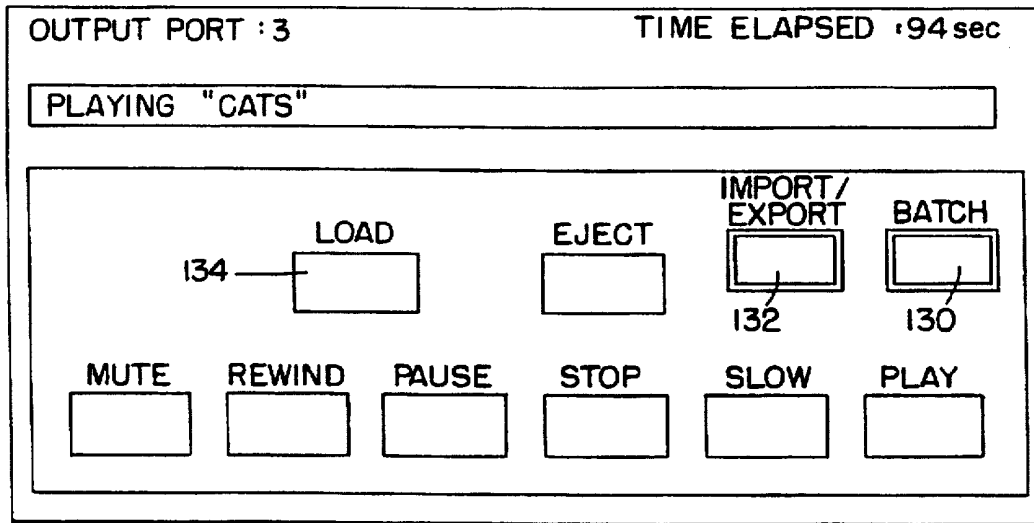 OUTPUT PORT : 3 TIME ELAPSED : 94 sec
PLAYING "CATS"
IMPORT/
EXPORT BATCH
LOAD EJECT
134
132 130
MUTE REWIND PAUSE STOP SLOW PLAY